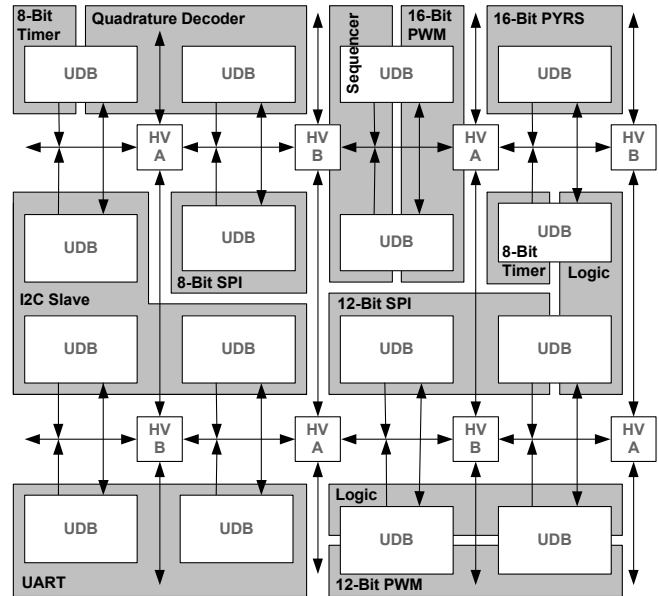 8-Bit
Timer
Quadrature Decoder
Sequencer
16-Bit
PWM
16-Bit PYRS
UDB
UDB
UDB
UDB
HV
A
HV
B
HV
A
HV
B
UDB
UDB
UDB
UDB
8-Bit SPI
8-Bit
Timer
Logic
I2C Slave
12-Bit SPI
UDB
UDB
UDB
UDB
HV
B
HV
A
HV
B
HV
A
Logic
UDB
UDB
UDB
UDB
UART
12-Bit PWM